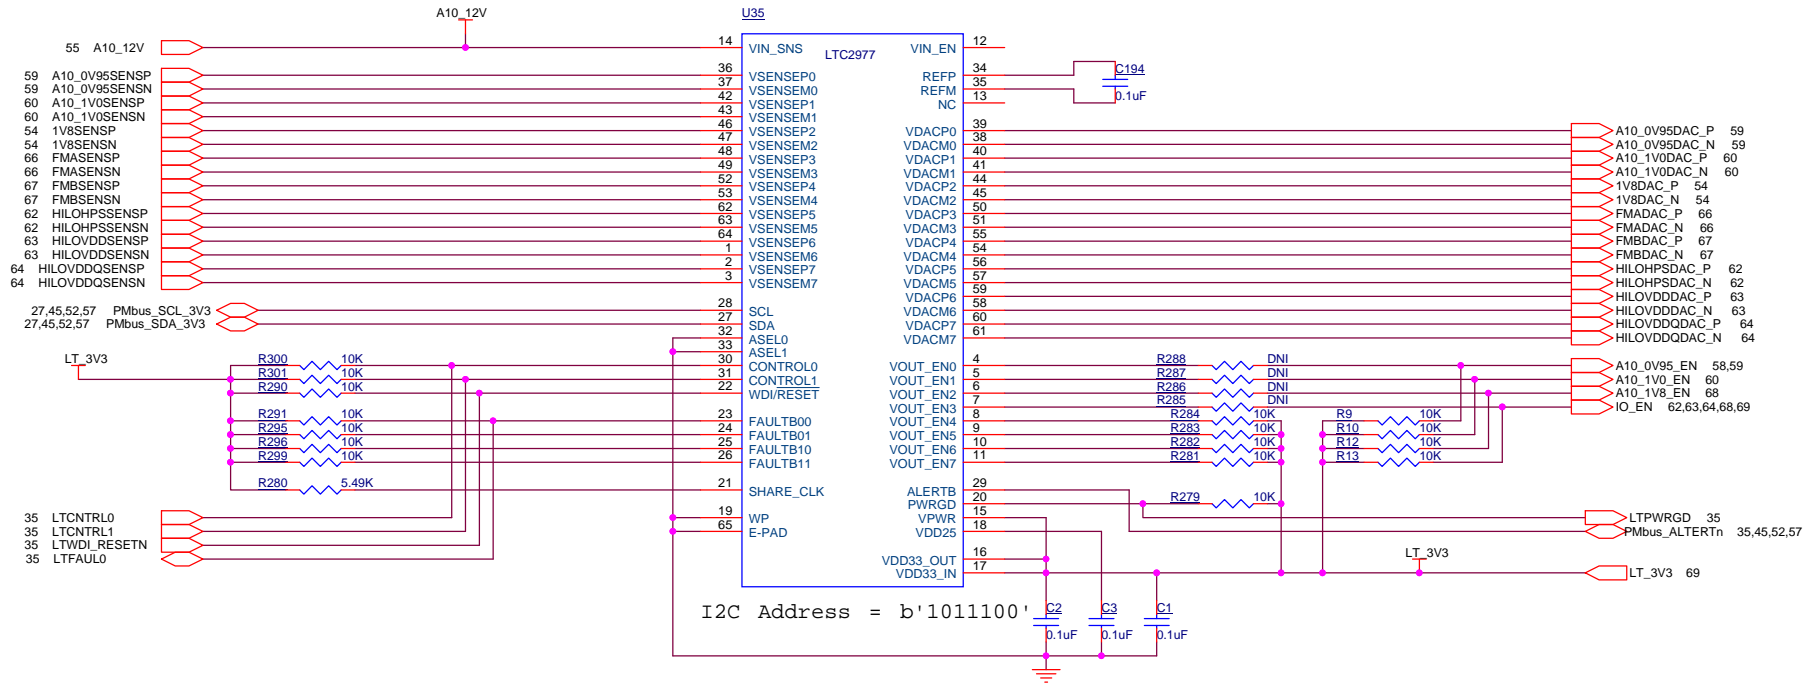 A10_12V U35
55 A10_12V 14 VIN_SNS LTC2977 VIN_EN 12
59 A10_0V95SENSP 36 VSENSEP0 REFP 34 C194
59 A10_0V95SENSN 37 VSENSEM0 REFM 35 0.1uF
60 A10_1V0SENSP 42 VSENSEP1 NC 13
60 A10_1V0SENSN 43 VSENSEM1
54 1V8SENSP 46 VSENSEP2 VDACP0 39 A10_0V95DAC_P 59
54 1V8SENSN 47 VSENSEM2 VDACM0 38 A10_0V95DAC_N 59
66 FMASENSP 48 VSENSEP3 VDACP1 40 A10_1V0DAC_P 60
66 FMASENSN 49 VSENSEM3 VDACM1 41 A10_1V0DAC_N 60
67 FMBSENSP 52 VSENSEP4 VDACP2 44 1V8DAC_P 54
67 FMBSENSN 53 VSENSEM4 VDACM2 45 1V8DAC_N 54
62 HILOHPSSENSP 62 VSENSEP5 VDACP3 50 FMADAC_P 66
62 HILOHPSSENSN 63 VSENSEM5 VDACM3 51 FMADAC_N 66
63 HILOVDDSENSP 64 VSENSEP6 VDACP4 55 FMBDAC_P 67
63 HILOVDDSENSN 1 VSENSEM6 VDACM4 54 FMBDAC_N 67
64 HILOVDDQSENSP 2 VSENSEP7 VDACP5 56 HILOHPSDAC_P 62
64 HILOVDDQSENSN 3 VSENSEM7 VDACM5 57 HILOHPSDAC_N 62
VDACP6 59 HILOVDDDAC_P 63
27,45,52,57 PMbus_SCL_3V3 28 SCL VDACM6 58 HILOVDDDAC_N 63
27,45,52,57 PMbus_SDA_3V3 27 SDA VDACP7 60 HILOVDDQDAC_P 64
32 ASEL0 VDACM7 61 HILOVDDQDAC_N 64
33 ASEL1
LT_3V3 R300 10K 30 CONTROL0 VOUT_EN0 4 R288 DNI A10_0V95_EN 58,59
R301 10K 31 CONTROL1 VOUT_EN1 5 R287 DNI A10_1V0_EN 60
R290 10K 22 WDI/RESET VOUT_EN2 6 R286 DNI A10_1V8_EN 68
VOUT_EN3 7 R285 DNI IO_EN 62,63,64,68,69
R291 10K 23 FAULTB00 VOUT_EN4 8 R284 10K R9 10K
R295 10K 24 FAULTB01 VOUT_EN5 9 R283 10K R10 10K
R296 10K 25 FAULTB10 VOUT_EN6 10 R282 10K R12 10K
R299 10K 26 FAULTB11 VOUT_EN7 11 R281 10K R13 10K
R280 5.49K 21 SHARE_CLK ALERTB 29
PWRGD 20 R279 10K
35 LTCNTRL0 19 WP VPWR 15 LTPWRGD 35
35 LTCNTRL1 65 E-PAD VDD25 18 PMbus_ALTERTn 35,45,52,57
35 LTWDI_RESETN
35 LTFAUL0 VDD33_OUT 16 LT_3V3
VDD33_IN 17 LT_3V3 69
I2C Address = b'1011100' C2 C3 C1
0.1uF 0.1uF 0.1uF